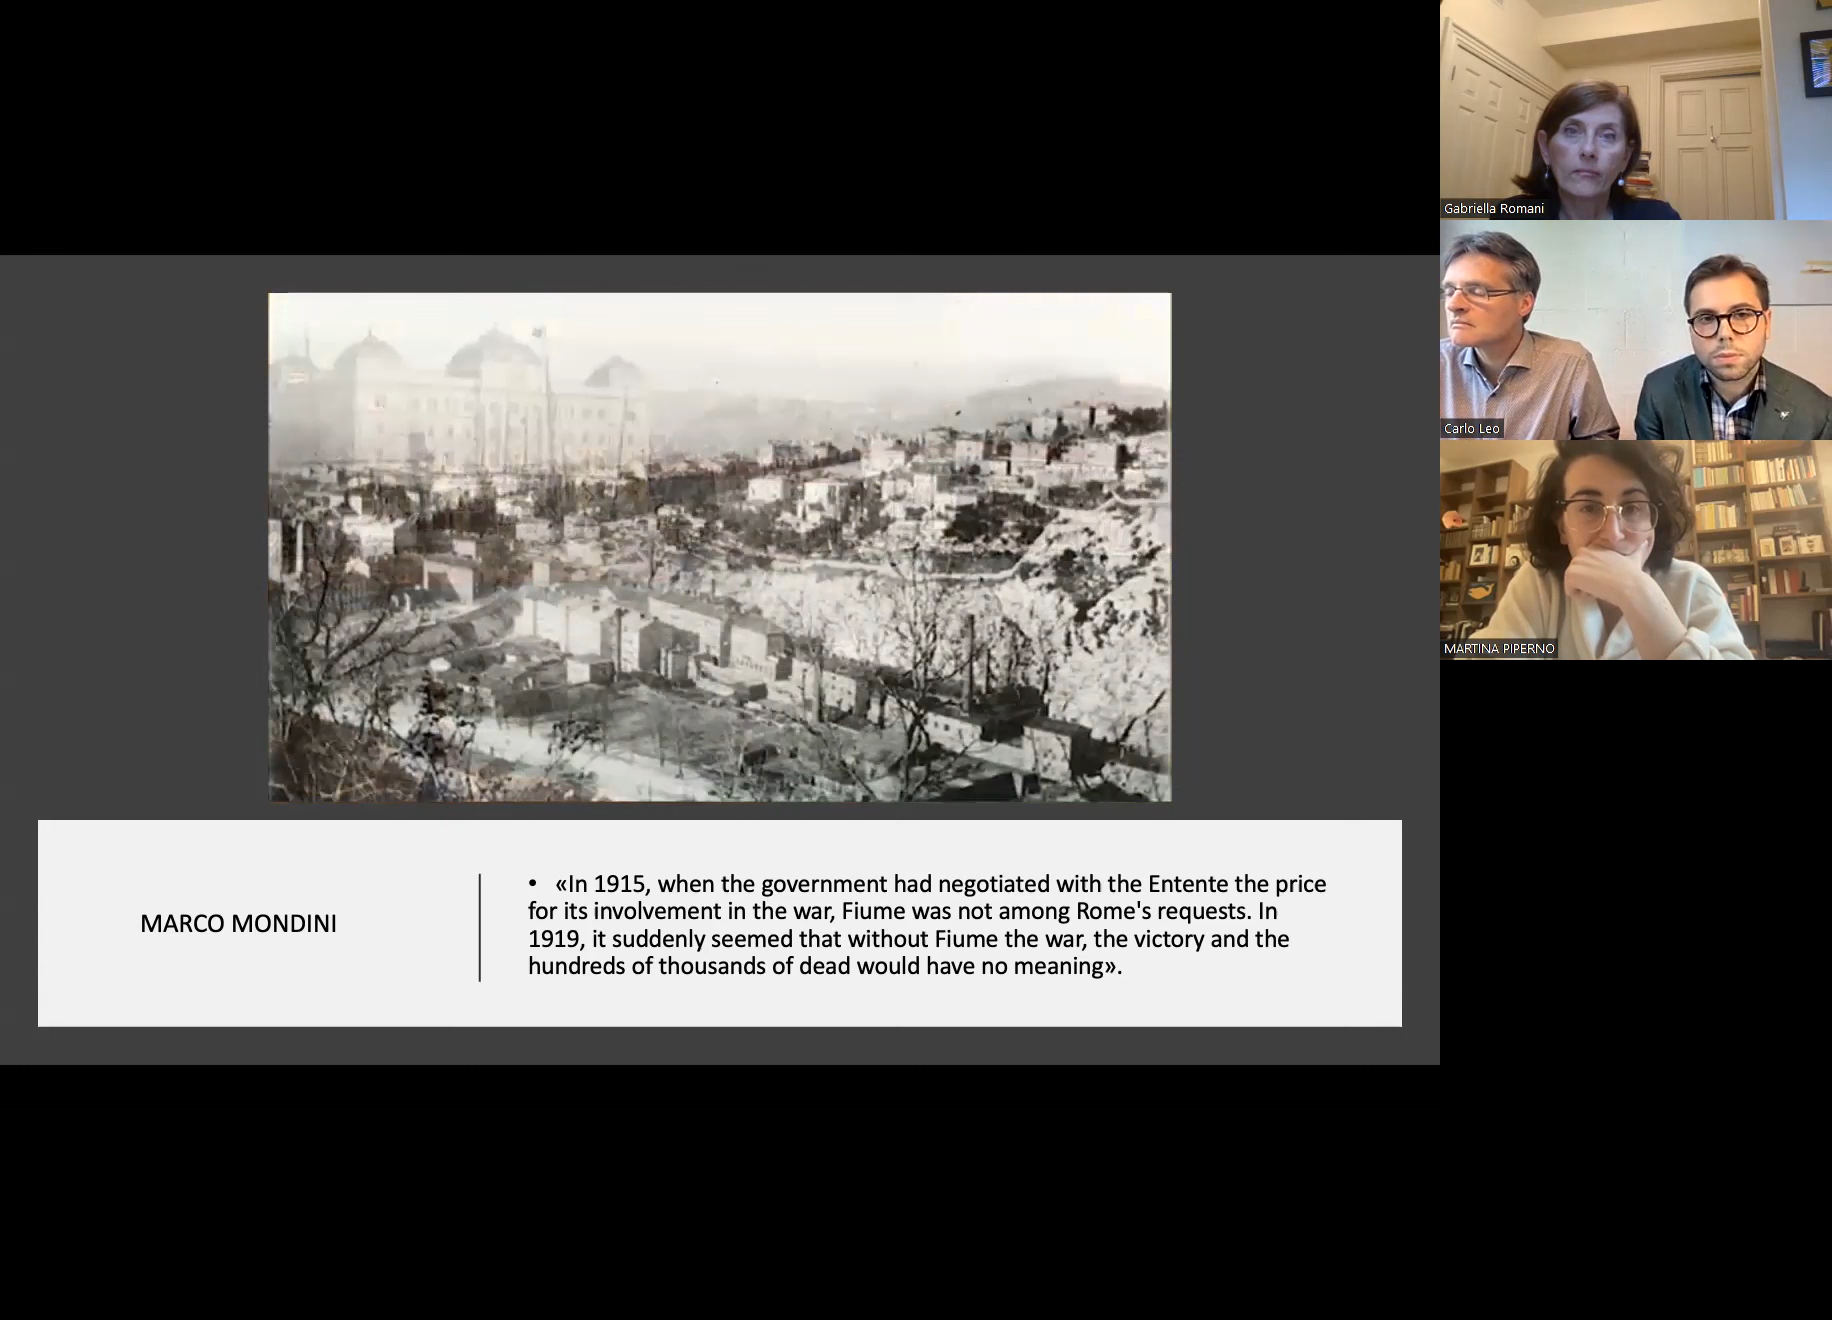 Gabriella Romani
Carlo Leo
MARTINA PIPERNO
MARCO MONDINI
• «In 1915, when the government had negotiated with the Entente the price
for its involvement in the war, Fiume was not among Rome's requests. In
1919, it suddenly seemed that without Fiume the war, the victory and the
hundreds of thousands of dead would have no meaning».